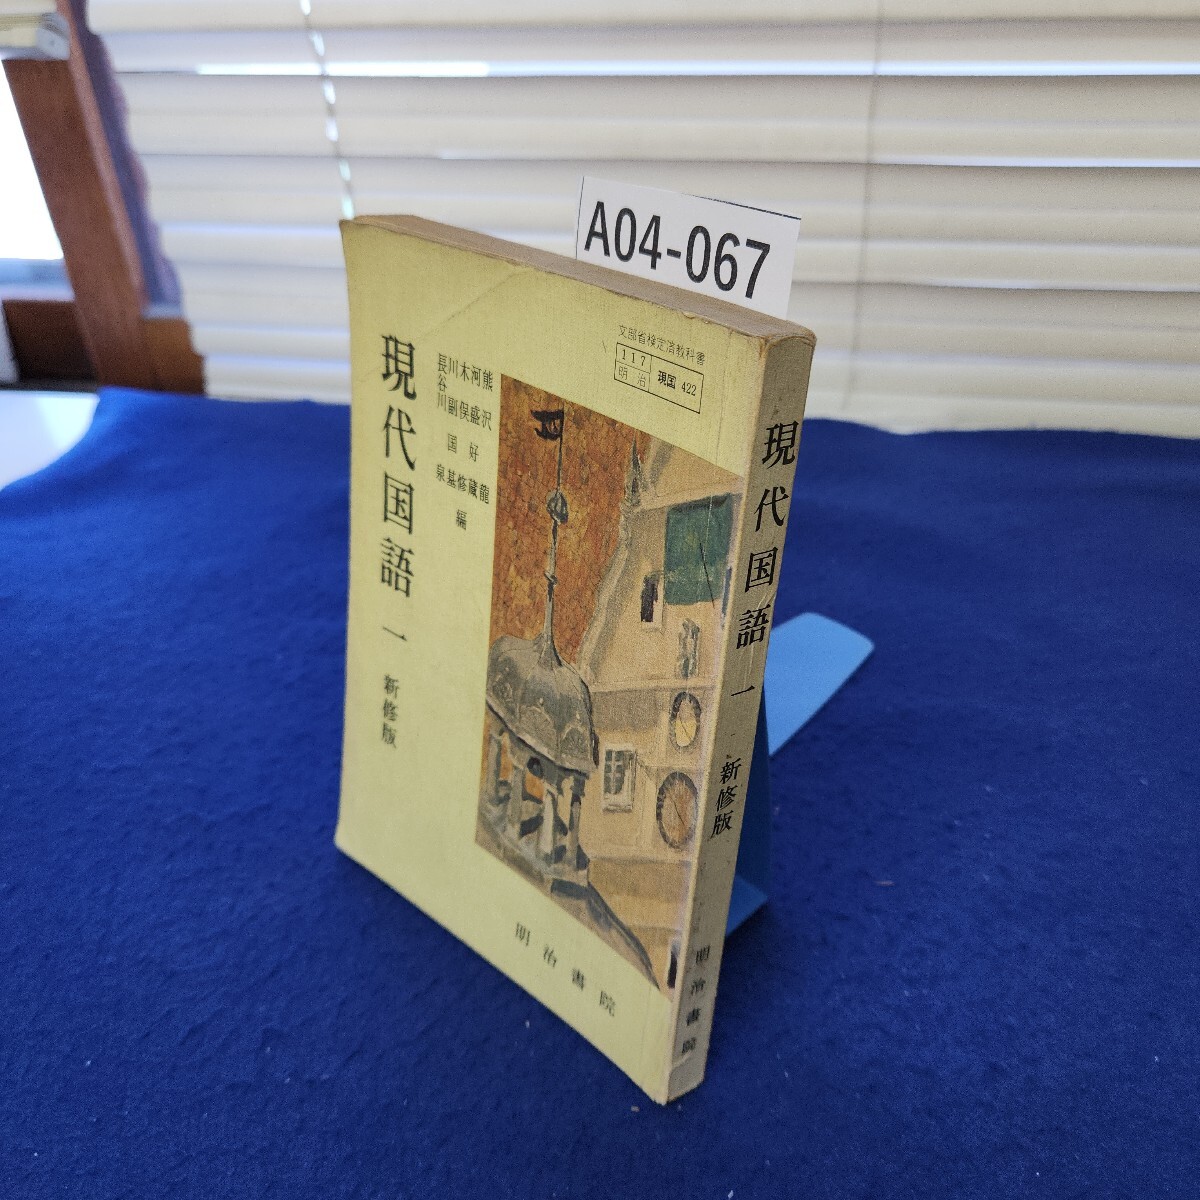 A04-067
文部省検定済教科書
117 明治 現国 422
熊沢龍
河盛好蔵
木俣修
川副国基
長谷川泉
編
現代国語 一 新修版
明治書院
現代国語 一 新修版
明治書院